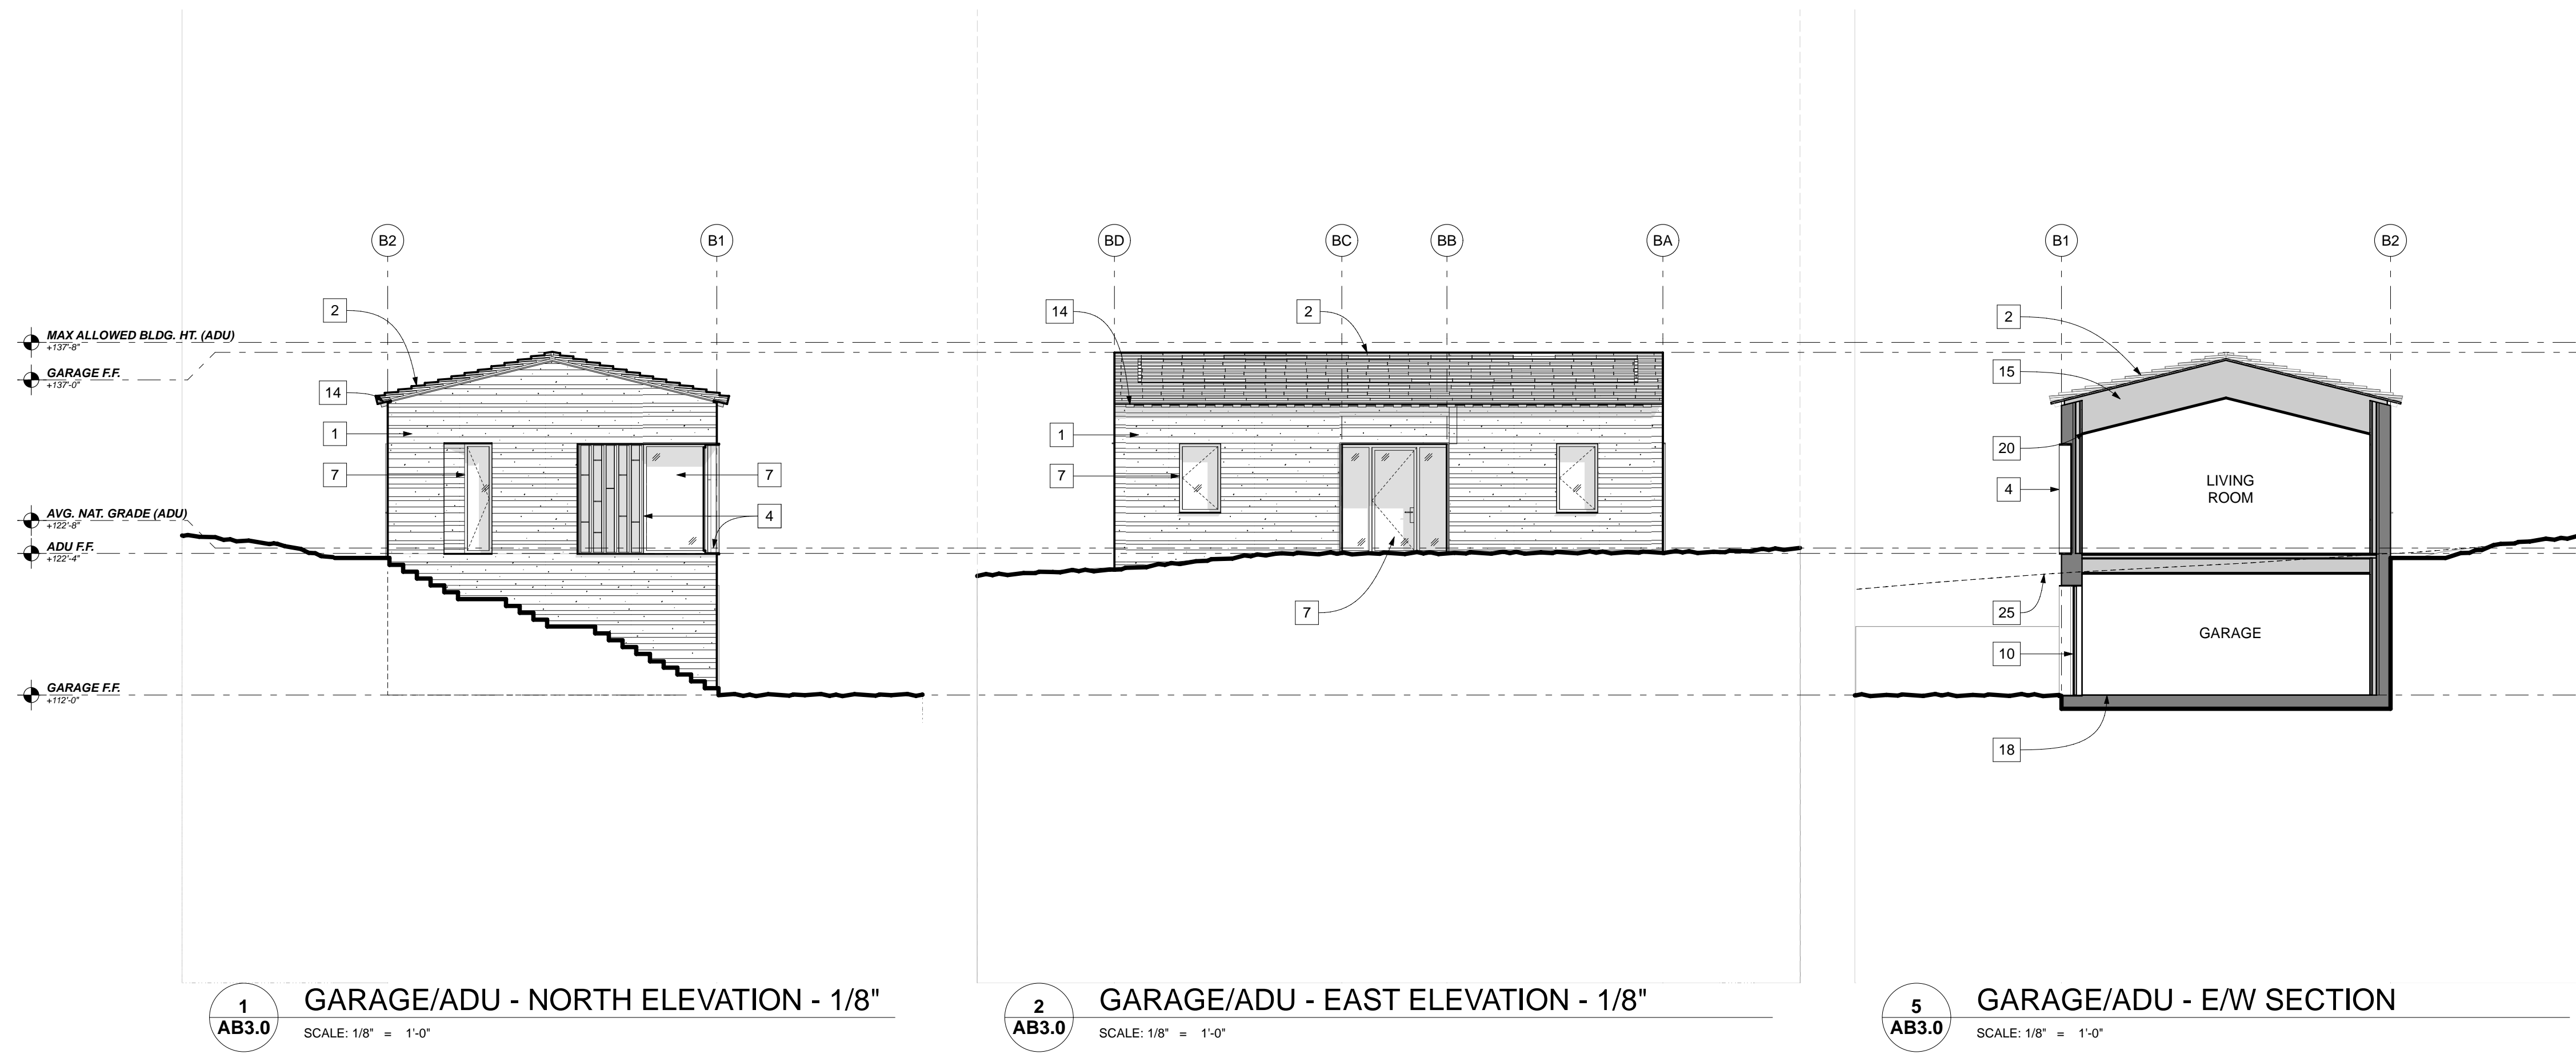 B2
B1
BD
BC
BB
BA
B1
B2
2
14
2
2
MAX ALLOWED BLDG. HT. (ADU)
+137'-8"
GARAGE F.F.
+137'-0"
15
14
1
1
20
7
7
7
LIVING
ROOM
4
4
AVG. NAT. GRADE (ADU)
+122'-8"
ADU F.F.
+122'-4"
7
25
GARAGE
10
GARAGE F.F.
+112'-0"
18
1
AB3.0
GARAGE/ADU - NORTH ELEVATION - 1/8"
SCALE: 1/8" = 1'-0"
2
AB3.0
GARAGE/ADU - EAST ELEVATION - 1/8"
SCALE: 1/8" = 1'-0"
5
AB3.0
GARAGE/ADU - E/W SECTION
SCALE: 1/8" = 1'-0"